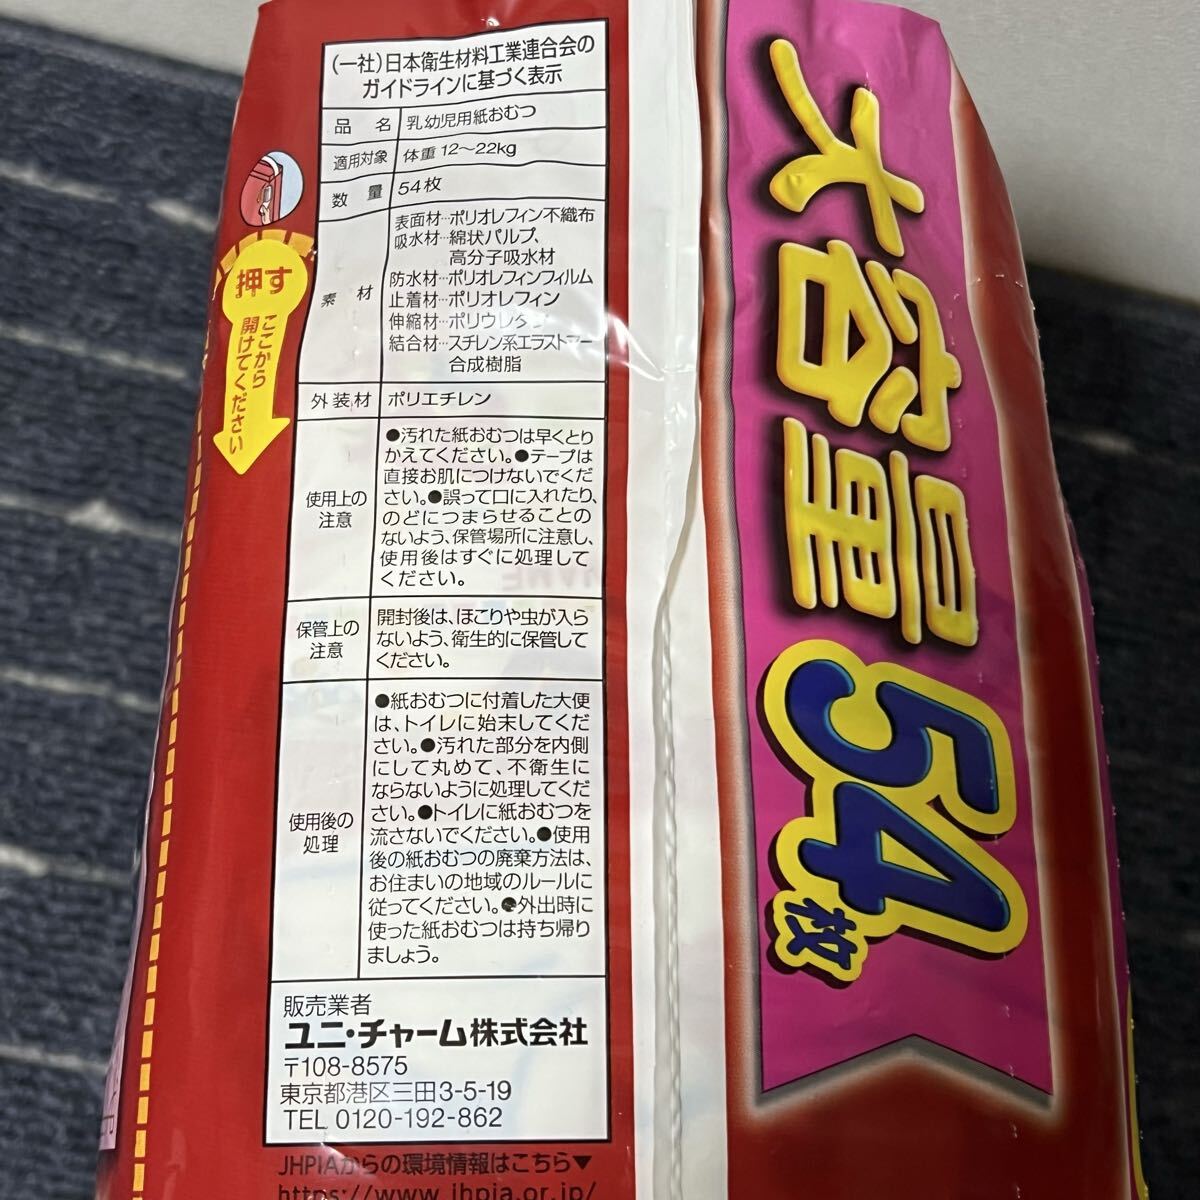 (一社)日本衛生材料工業連合会の
ガイドラインに基づく表示
品 名 乳幼児用紙おむつ
適用対象 体重 12〜22kg
数 量 54枚
素 材
表面材…ポリオレフィン不織布
吸水材…綿状パルプ、
高分子吸水材
防水材…ポリオレフィンフィルム
止着材…ポリオレフィン
伸縮材…ポリウレタン
結合材…スチレン系エラストマー
合成樹脂
外装材 ポリエチレン
使用上の
注意
●汚れた紙おむつは早くとり
かえてください。●テープは
直接お肌につけないでくだ
さい。●誤って口に入れたり、
のどにつまらせることの
ないよう、保管場所に注意し、
使用後はすぐに処理して
ください。
保管上の
注意
開封後は、ほこりや虫が入ら
ないよう、衛生的に保管して
ください。
使用後の
処理
●紙おむつに付着した大便
は、トイレに始末してくだ
さい。●汚れた部分を内側
にして丸めて、不衛生に
ならないように処理してくだ
さい。●トイレに紙おむつを
流さないでください。●使用
後の紙おむつの廃棄方法は、
お住まいの地域のルールに
従ってください。●外出時に
使った紙おむつは持ち帰り
ましょう。
販売業者
ユニ・チャーム株式会社
〒108-8575
東京都港区三田3-5-19
TEL 0120-192-862
JHPIAからの環境情報はこちら▼
https://www.jhpia.or.jp/
押す
ここから
開けてください
大容量
54枚